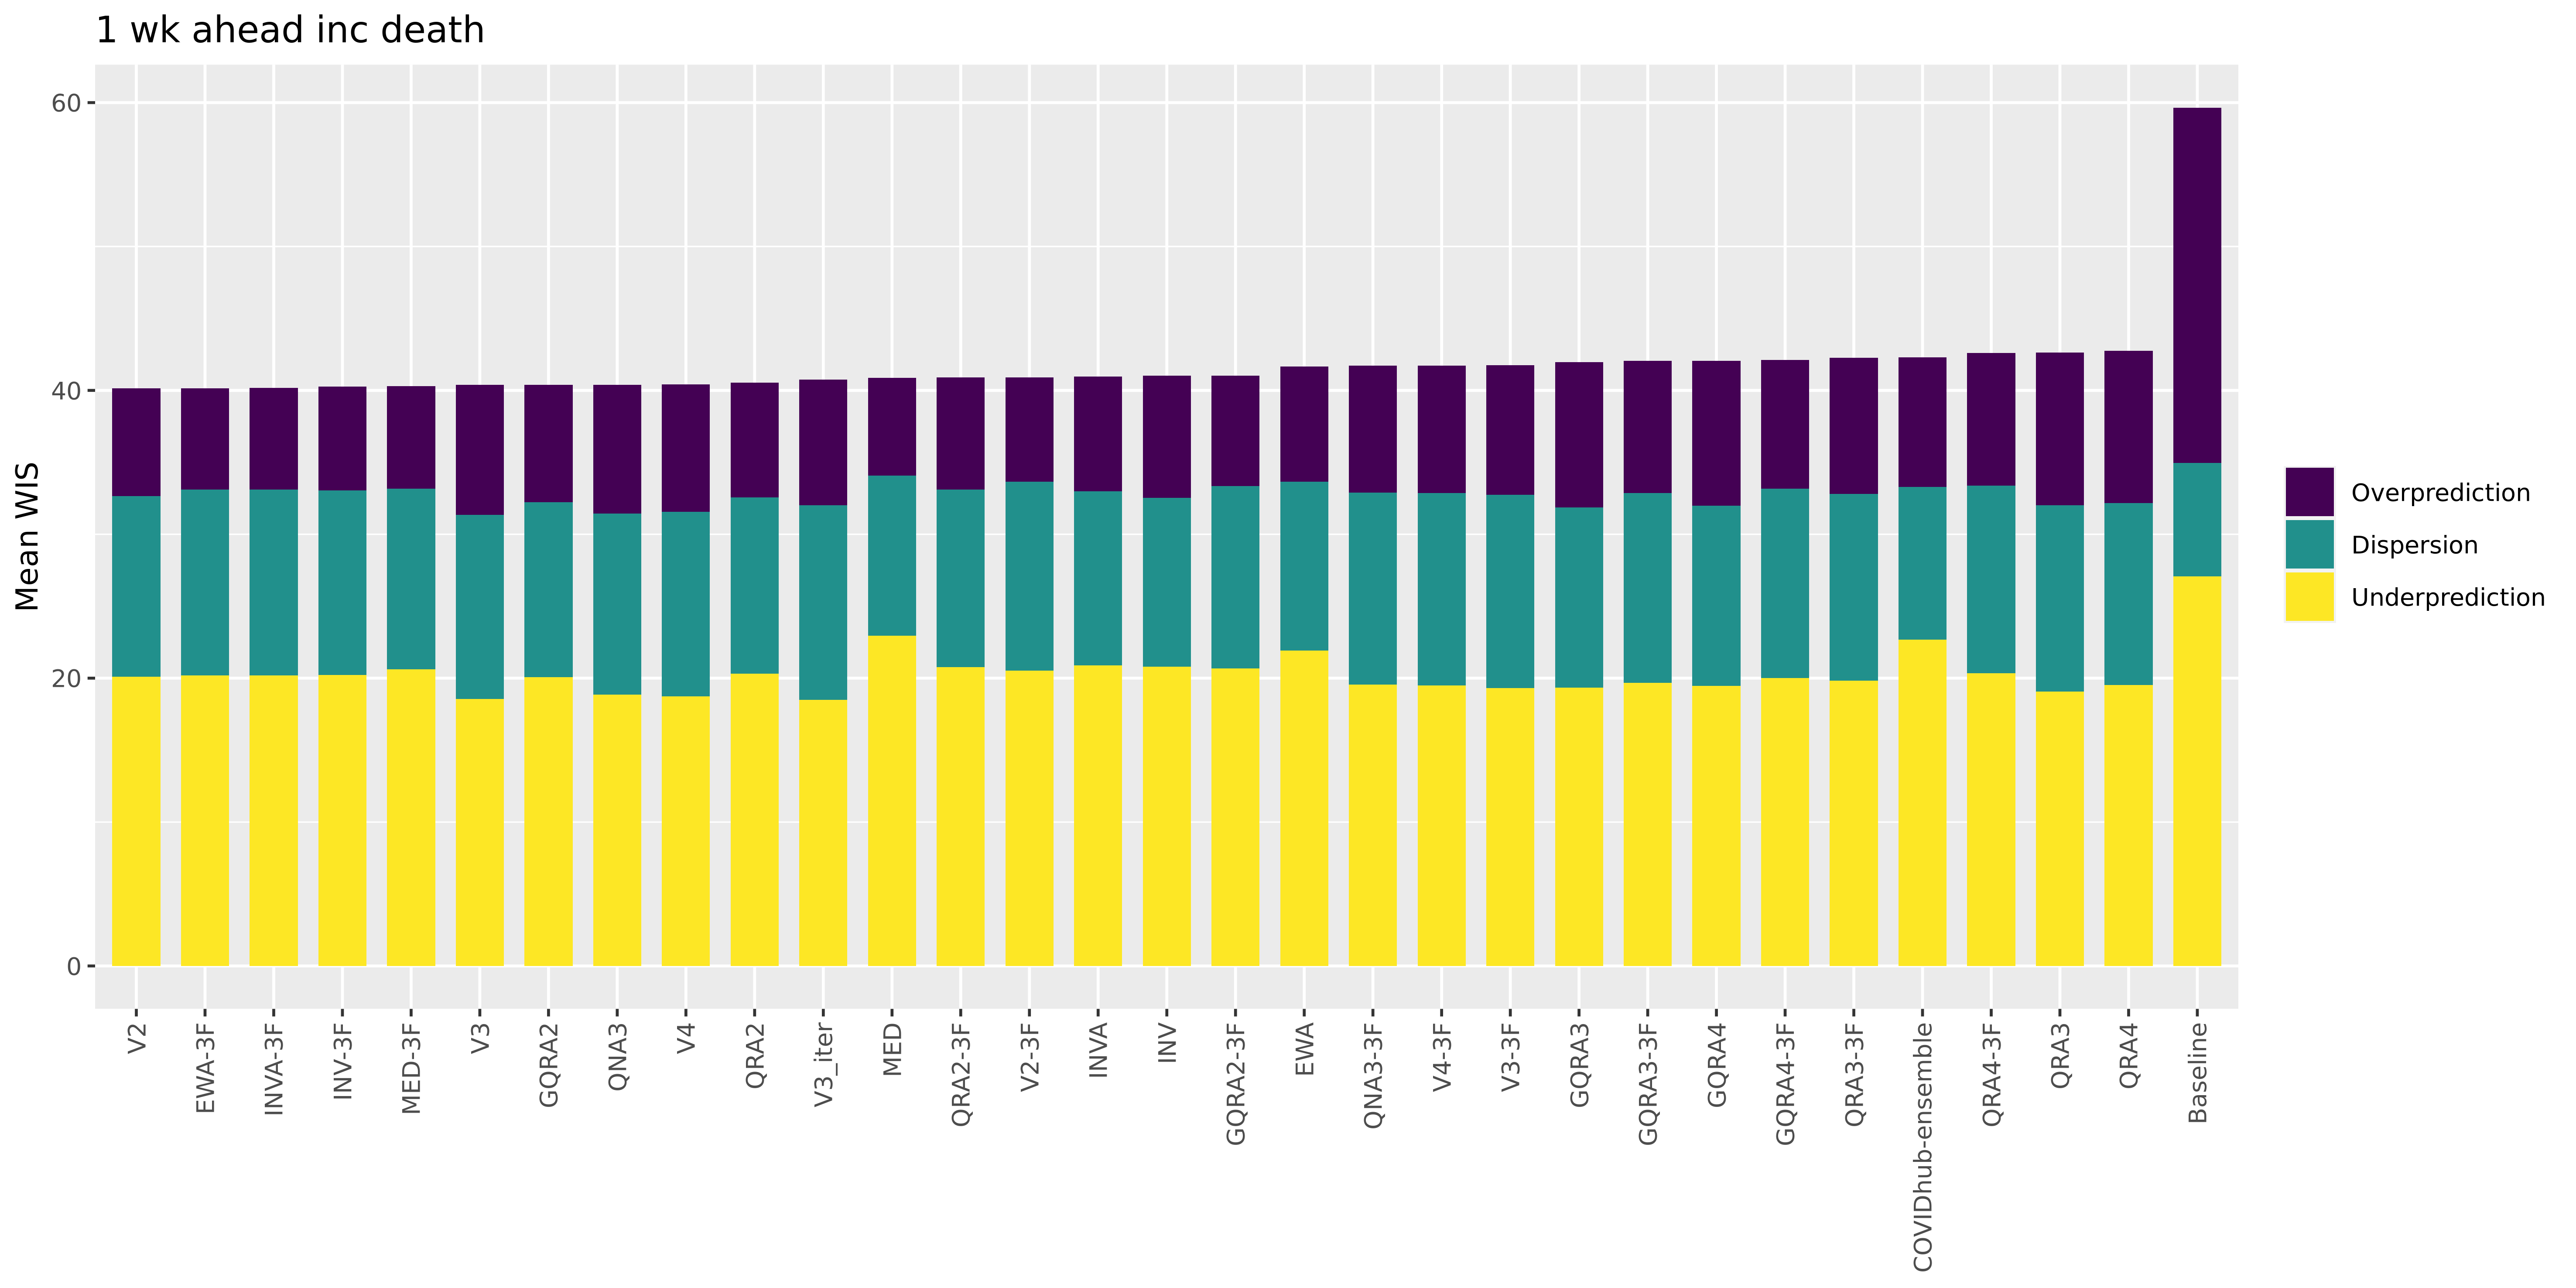 1 wk ahead inc death
Mean WIS
60
40
20
0
V2
EWA-3F
INVA-3F
INV-3F
MED-3F
V3
GQRA2
QNA3
V4
QRA2
V3_iter
MED
QRA2-3F
V2-3F
INVA
INV
GQRA2-3F
EWA
QNA3-3F
V4-3F
V3-3F
GQRA3
GQRA3-3F
GQRA4
GQRA4-3F
QRA3-3F
COVIDhub-ensemble
QRA4-3F
QRA3
QRA4
Baseline
Overprediction
Dispersion
Underprediction